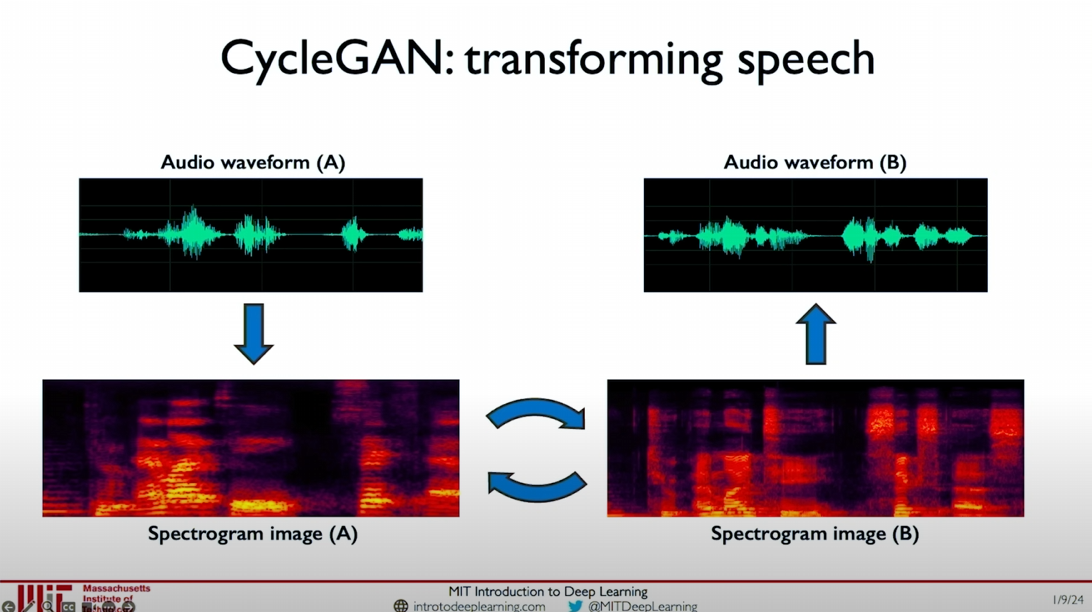 CycleGAN: transforming speech
Audio waveform (A)
Audio waveform (B)
Spectrogram image (A)
Spectrogram image (B)
Massachusetts
Institute of
MIT Introduction to Deep Learning
introtodeeplearning.com
@MITDeepLearning
1/9/24